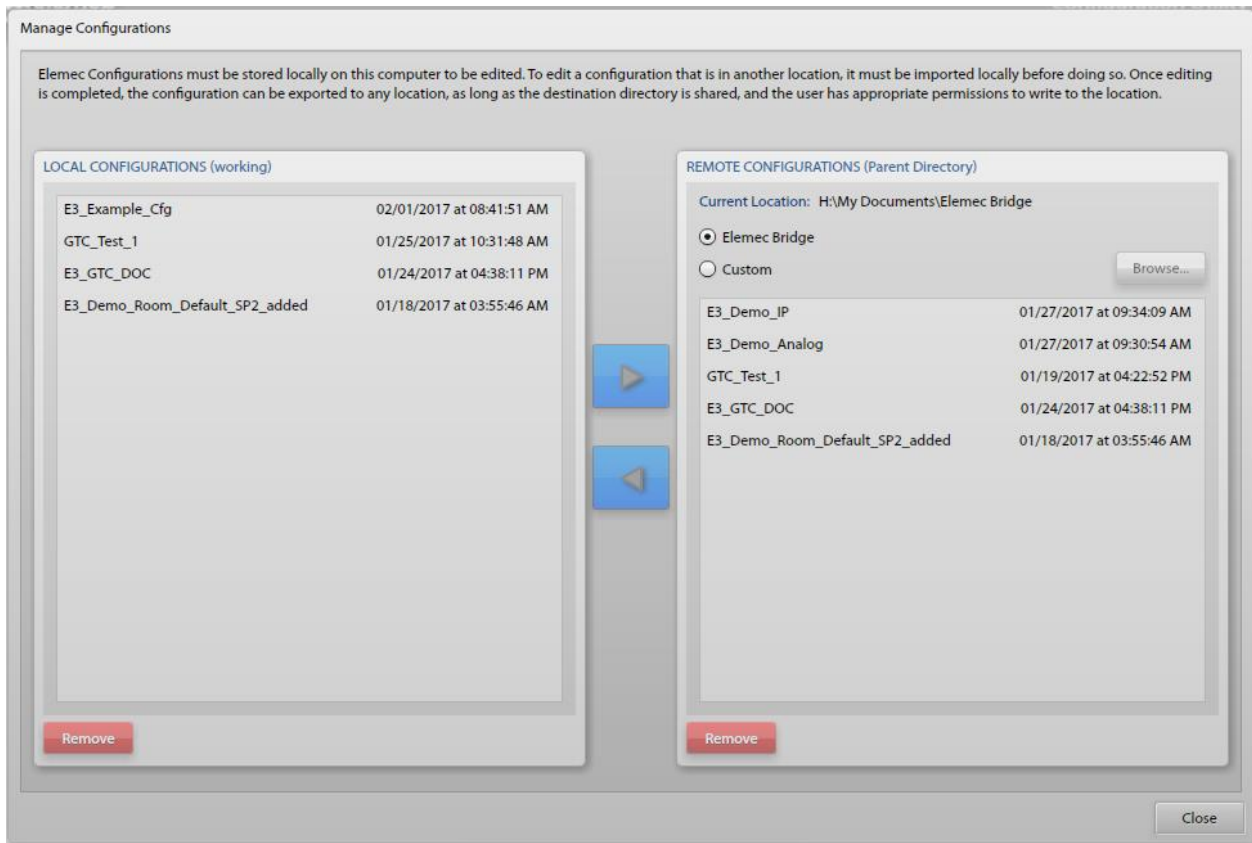 Manage Configurations
Elemec Configurations must be stored locally on this computer to be edited. To edit a configuration that is in another location, it must be imported locally before doing so. Once editing
is completed, the configuration can be exported to any location, as long as the destination directory is shared, and the user has appropriate permissions to write to the location.
LOCAL CONFIGURATIONS (working)
E3_Example_Cfg 02/01/2017 at 08:41:51 AM
GTC_Test_1 01/25/2017 at 10:31:48 AM
E3_GTC_DOC 01/24/2017 at 04:38:11 PM
E3_Demo_Room_Default_SP2_added 01/18/2017 at 03:55:46 AM
Remove
REMOTE CONFIGURATIONS (Parent Directory)
Current Location: H:\My Documents\Elemec Bridge
Elemec Bridge
Custom
Browse...
E3_Demo_IP 01/27/2017 at 09:34:09 AM
E3_Demo_Analog 01/27/2017 at 09:30:54 AM
GTC_Test_1 01/19/2017 at 04:22:52 PM
E3_GTC_DOC 01/24/2017 at 04:38:11 PM
E3_Demo_Room_Default_SP2_added 01/18/2017 at 03:55:46 AM
Remove
Close